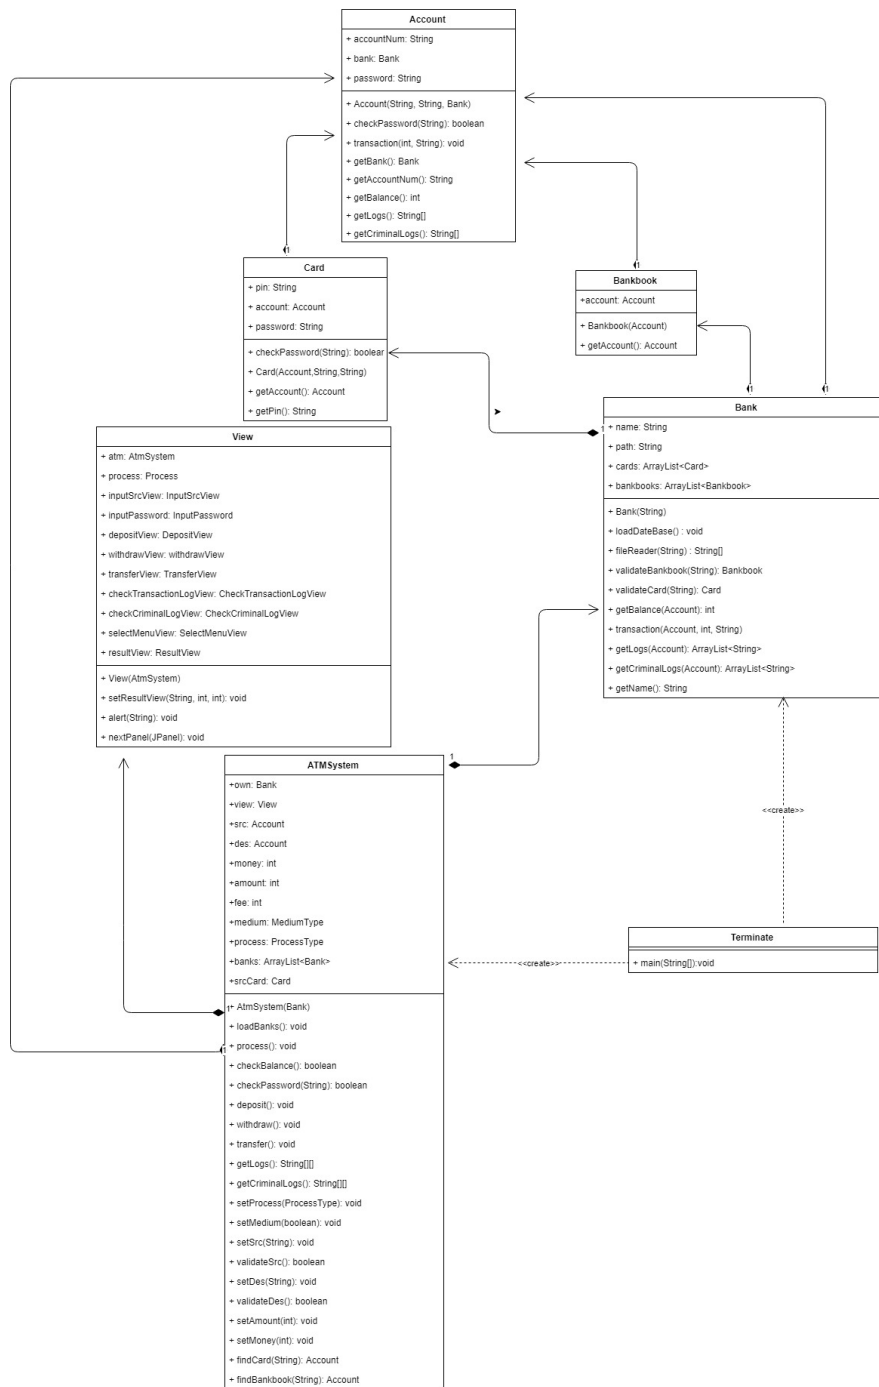 Account
+ accountNum: String
+ bank: Bank
+ password: String
+ Account(String, String, Bank)
+ checkPassword(String): boolean
+ transaction(int, String): void
+ getBank(): Bank
+ getAccountNum(): String
+ getBalance(): int
+ getLogs(): String[]
+ getCriminalLogs(): String[]
1
1
Card
+ pin: String
+ account: Account
+ password: String
+ checkPassword(String): boolear
+ Card(Account,String,String)
+ getAccount(): Account
+ getPin(): String
Bankbook
+account: Account
+ Bankbook(Account)
+ getAccount(): Account
1
1
1
Bank
+ name: String
+ path: String
+ cards: ArrayList<Card>
+ bankbooks: ArrayList<Bankbook>
+ Bank(String)
+ loadDateBase() : void
+ fileReader(String) : String[]
+ validateBankbook(String): Bankbook
+ validateCard(String): Card
+ getBalance(Account): int
+ transaction(Account, int, String)
+ getLogs(Account): ArrayList<String>
+ getCriminalLogs(Account): ArrayList<String>
+ getName(): String
View
+ atm: AtmSystem
+ process: Process
+ inputSrcView: InputSrcView
+ inputPassword: InputPassword
+ depositView: DepositView
+ withdrawView: withdrawView
+ transferView: TransferView
+ checkTransactionLogView: CheckTransactionLogView
+ checkCriminalLogView: CheckCriminalLogView
+ selectMenuView: SelectMenuView
+ resultView: ResultView
+ View(AtmSystem)
+ setResultView(String, int, int): void
+ alert(String): void
+ nextPanel(JPanel): void
1
ATMSystem
+own: Bank
+view: View
+src: Account
+des: Account
+money: int
+amount: int
+fee: int
+medium: MediumType
+process: ProcessType
+banks: ArrayList<Bank>
+srcCard: Card
1
+ AtmSystem(Bank)
+ loadBanks(): void
1
+ process(): void
+ checkBalance(): boolean
+ checkPassword(String): boolean
+ deposit(): void
+ withdraw(): void
+ transfer(): void
+ getLogs(): String[][]
+ getCriminalLogs(): String[][]
+ setProcess(ProcessType): void
+ setMedium(boolean): void
+ setSrc(String): void
+ validateSrc(): boolean
+ setDes(String): void
+ validateDes(): boolean
+ setAmount(int): void
+ setMoney(int): void
+ findCard(String): Account
+ findBankbook(String): Account
<<create>>
<<create>>
Terminate
+ main(String[]):void